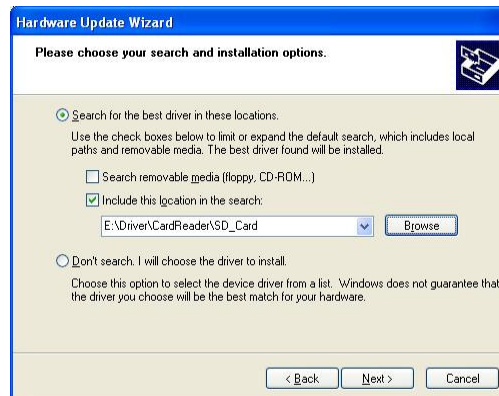 Hardware Update Wizard
Please choose your search and installation options.
Search for the best driver in these locations.
Use the check boxes below to limit or expand the default search, which includes local
paths and removable media. The best driver found will be installed.
Search removable media (floppy, CD-ROM...)
Include this location in the search:
E:\Driver\CardReader\SD_Card
Browse
Don't search. I will choose the driver to install.
Choose this option to select the device driver from a list. Windows does not guarantee that
the driver you choose will be the best match for your hardware.
< Back
Next >
Cancel